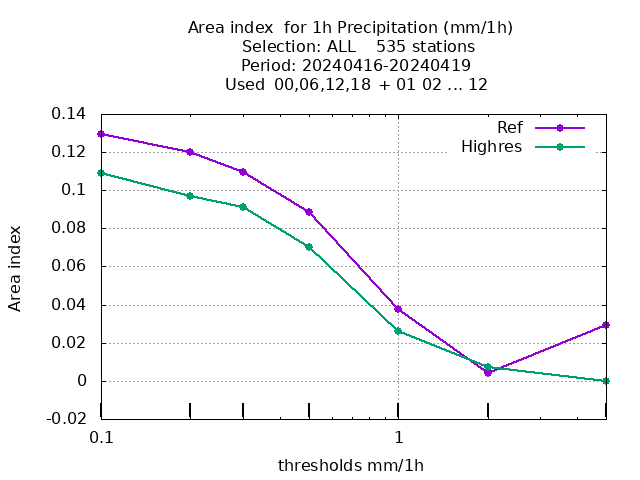 Area index  for 1h Precipitation (mm/1h)
Selection: ALL    535 stations
Period: 20240416-20240419
Used  00,06,12,18  + 01 02 ... 12
0.14
0.12
0.1
0.08
0.06
0.04
0.02
0
-0.02
Area index
Ref
Highres
0.1
1
thresholds mm/1h